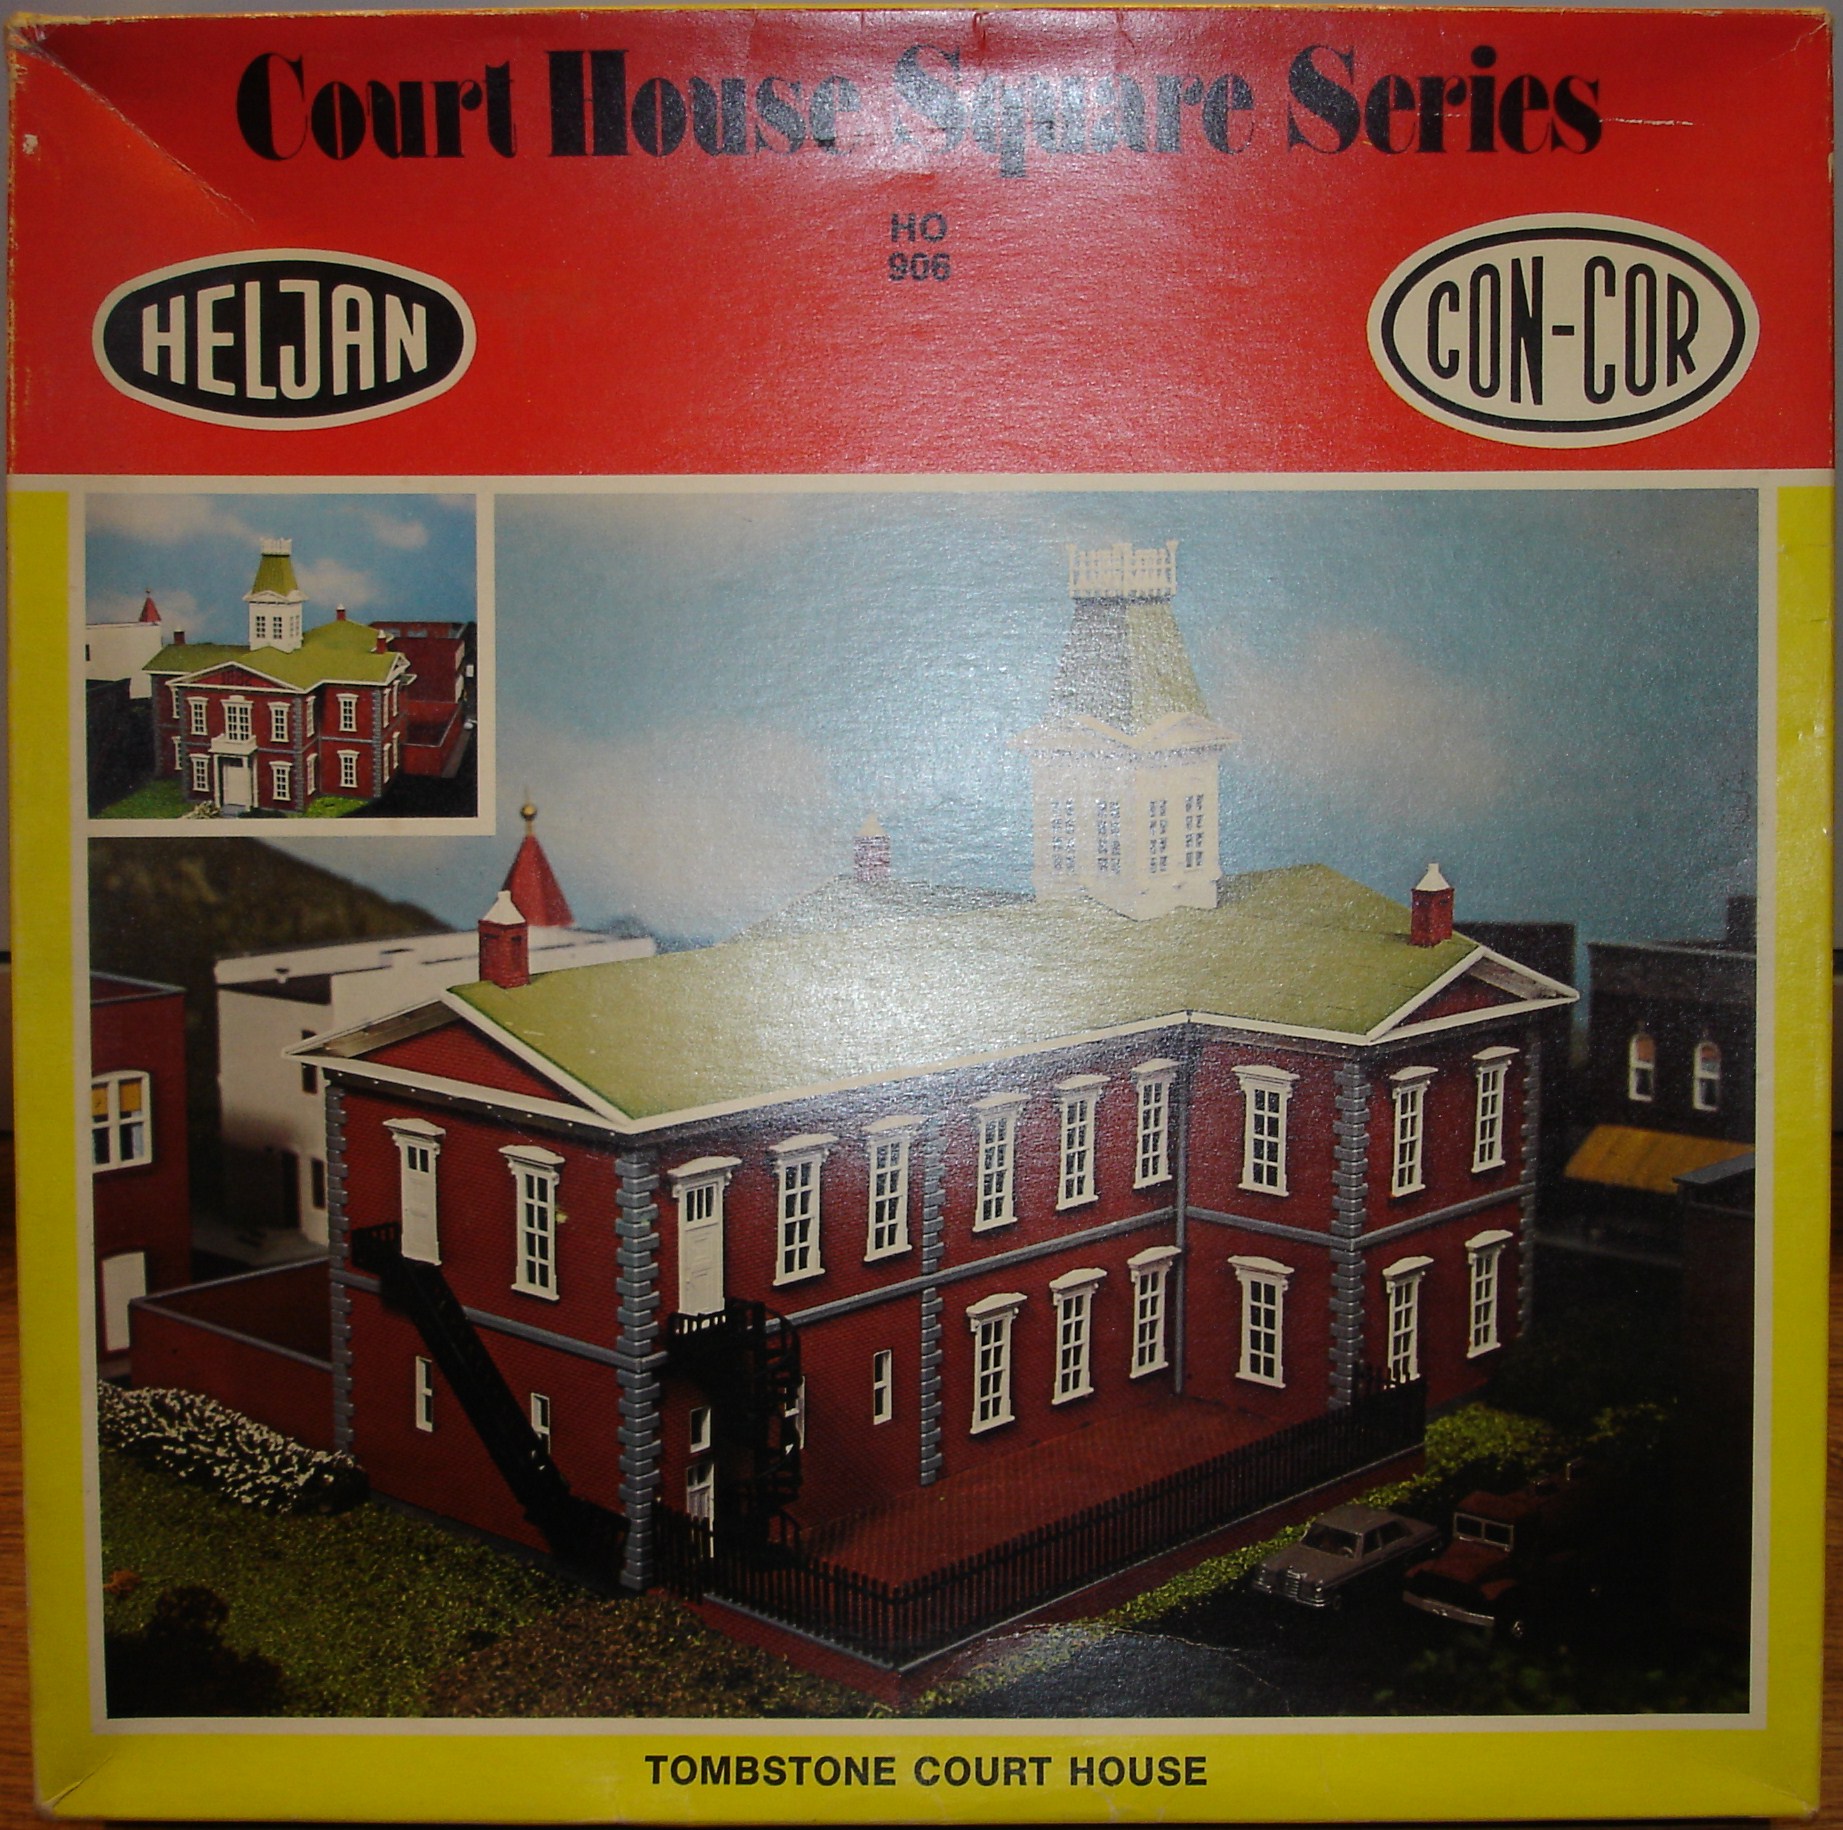 Court House Square Series
HO
906
HELJAN
CON-COR
TOMBSTONE COURT HOUSE